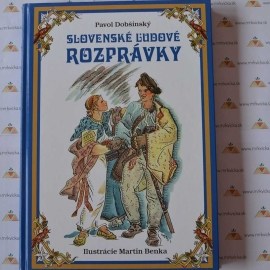 Pavol Dobšinský
SLOVENSKÉ ĽUDOVÉ
ROZPRÁVKY
Ilustrácie Martin Benka